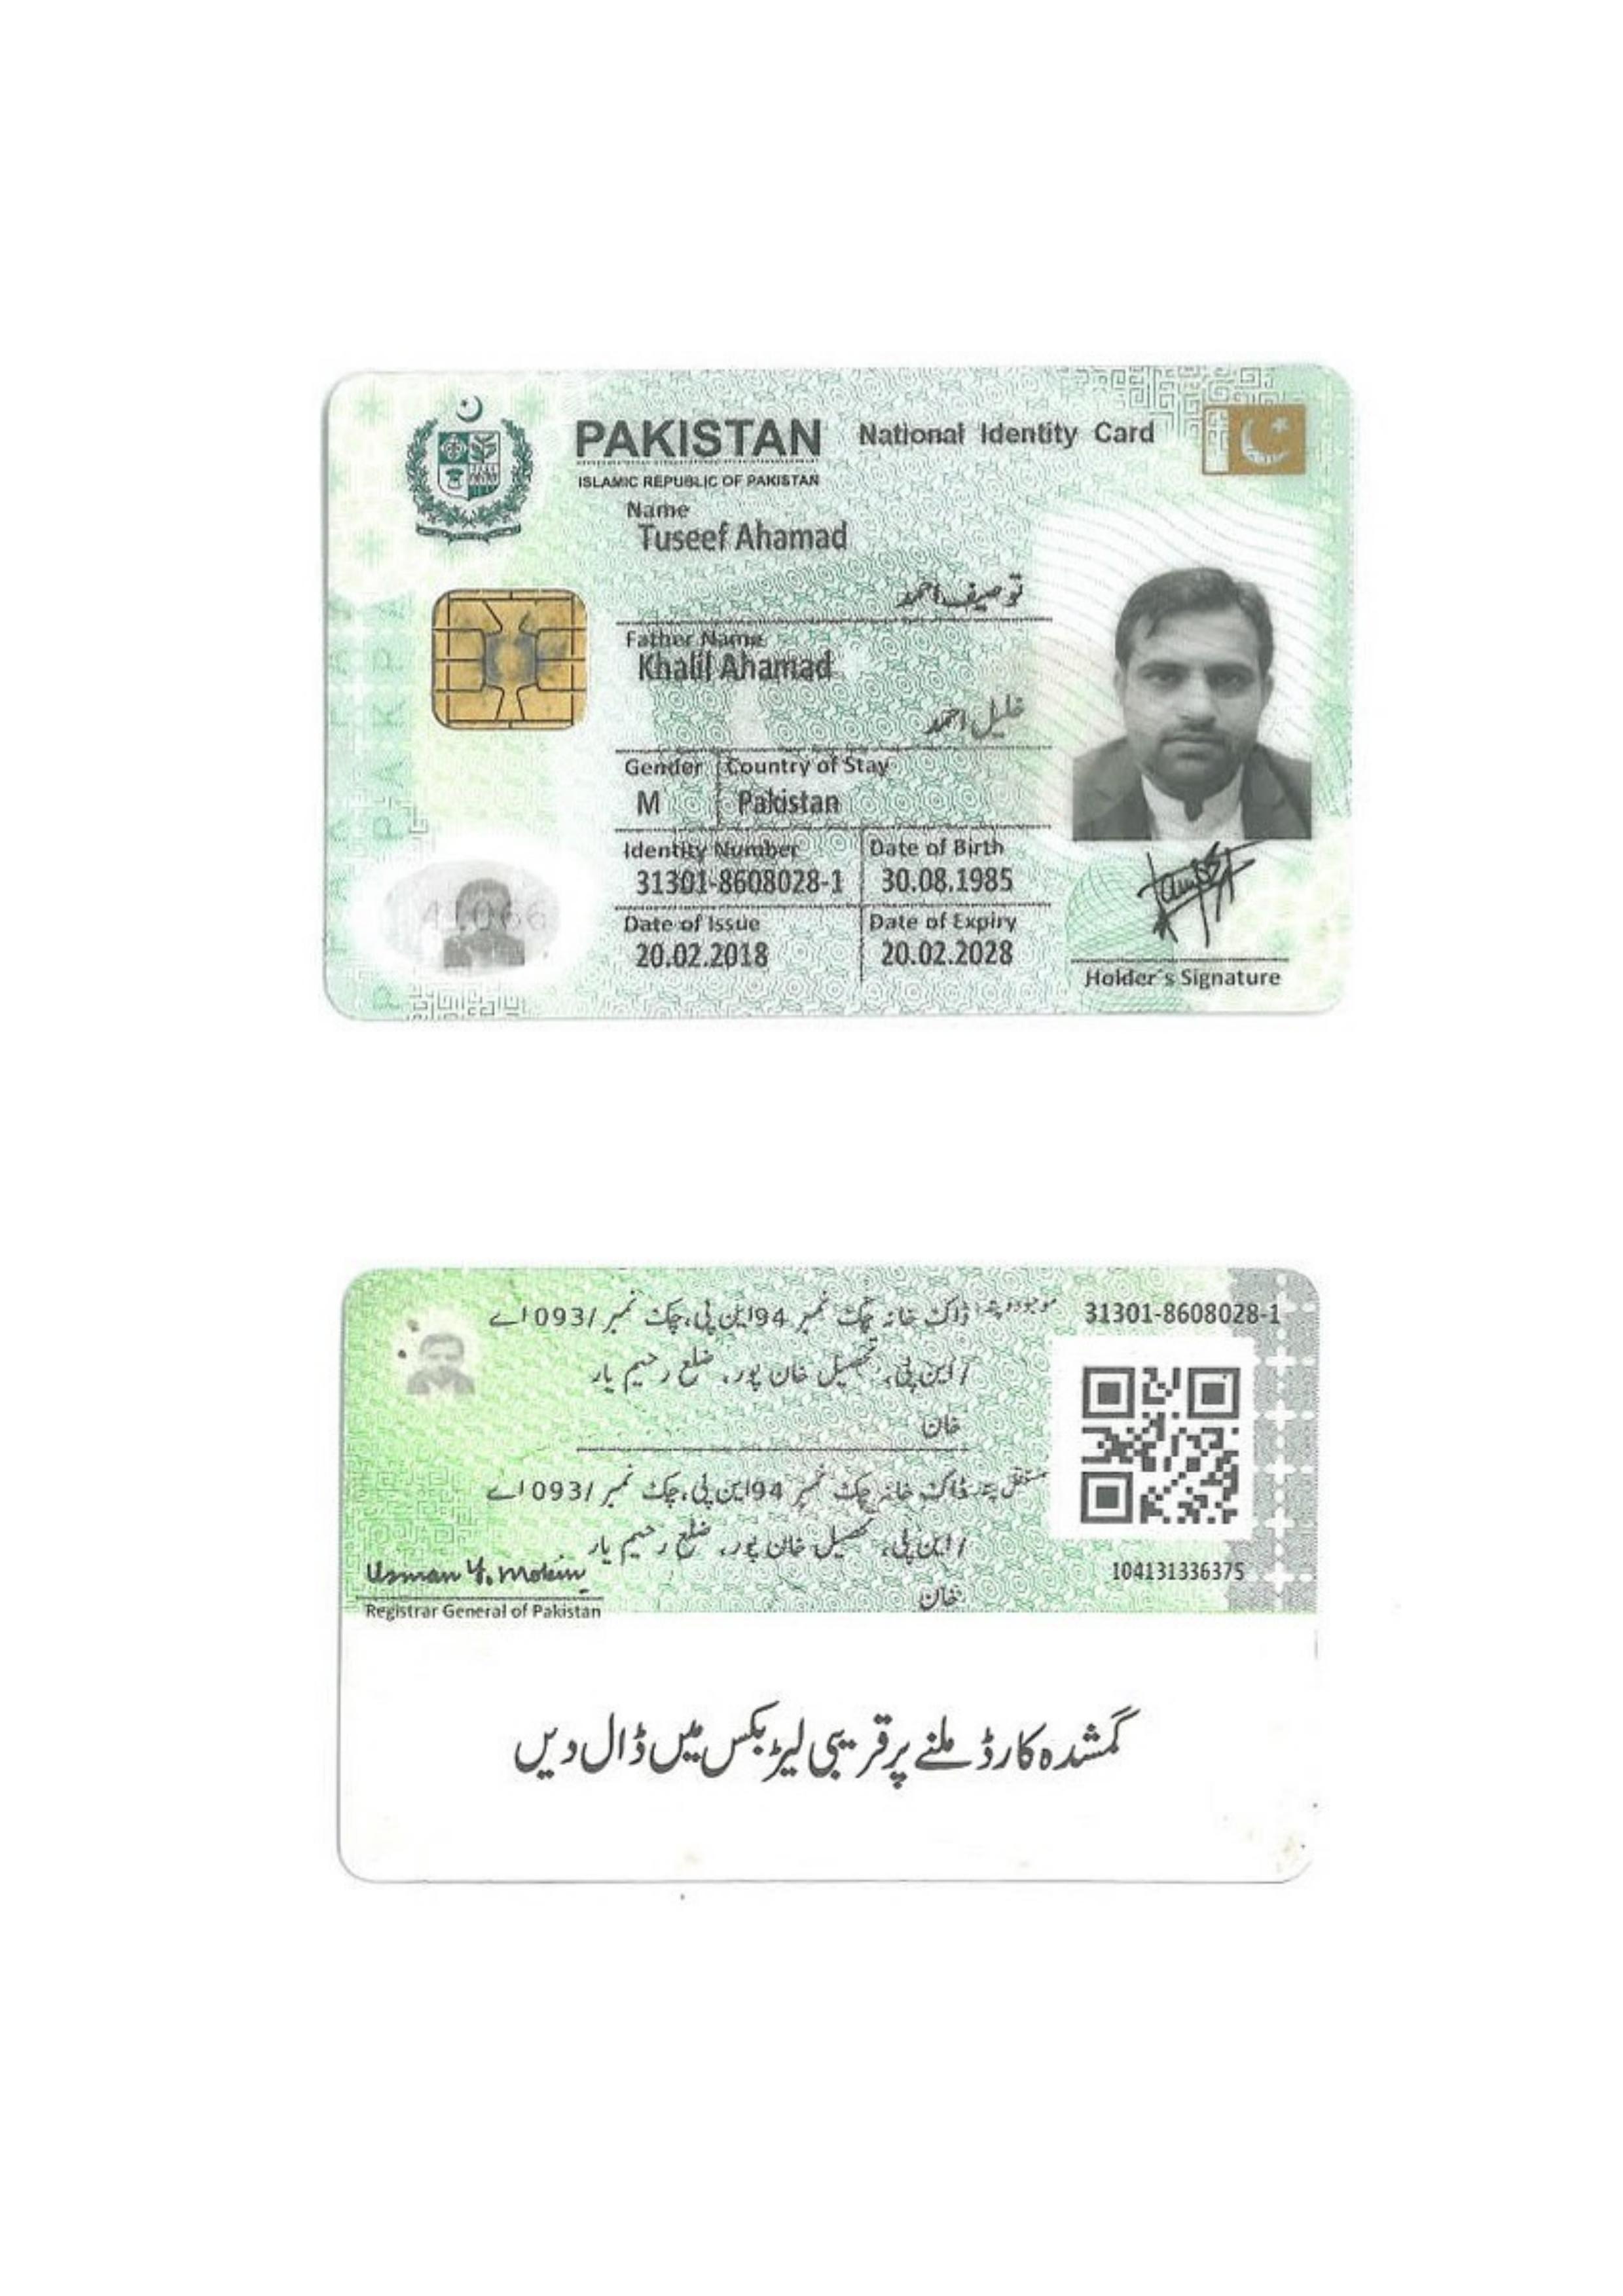 PAKISTAN National Identity Card
ISLAMIC REPUBLIC OF PAKISTAN
Name
Tuseef Ahamad
توصیف احمد
Father Name
Khalil Ahamad
خلیل احمد
Gender Country of Stay
M Pakistan
Identity Number Date of Birth
31301-8608028-1 30.08.1985
Date of Issue Date of Expiry
20.02.2018 20.02.2028
Holder's Signature
31301-8608028-1
موجودہ پتہ: ڈاک خانہ چک نمبر 94 این پی، چک نمبر /093 اے
/ این پی، تحصیل خان پور، ضلع رحیم یار
خان
مستقل پتہ: ڈاک خانہ چک نمبر 94 این پی، چک نمبر /093 اے
/ این پی، تحصیل خان پور، ضلع رحیم یار
خان
104131336375
Usman Y. Mobin
Registrar General of Pakistan
گمشدہ کارڈ ملنے پر قریبی لیٹر بکس میں ڈال دیں